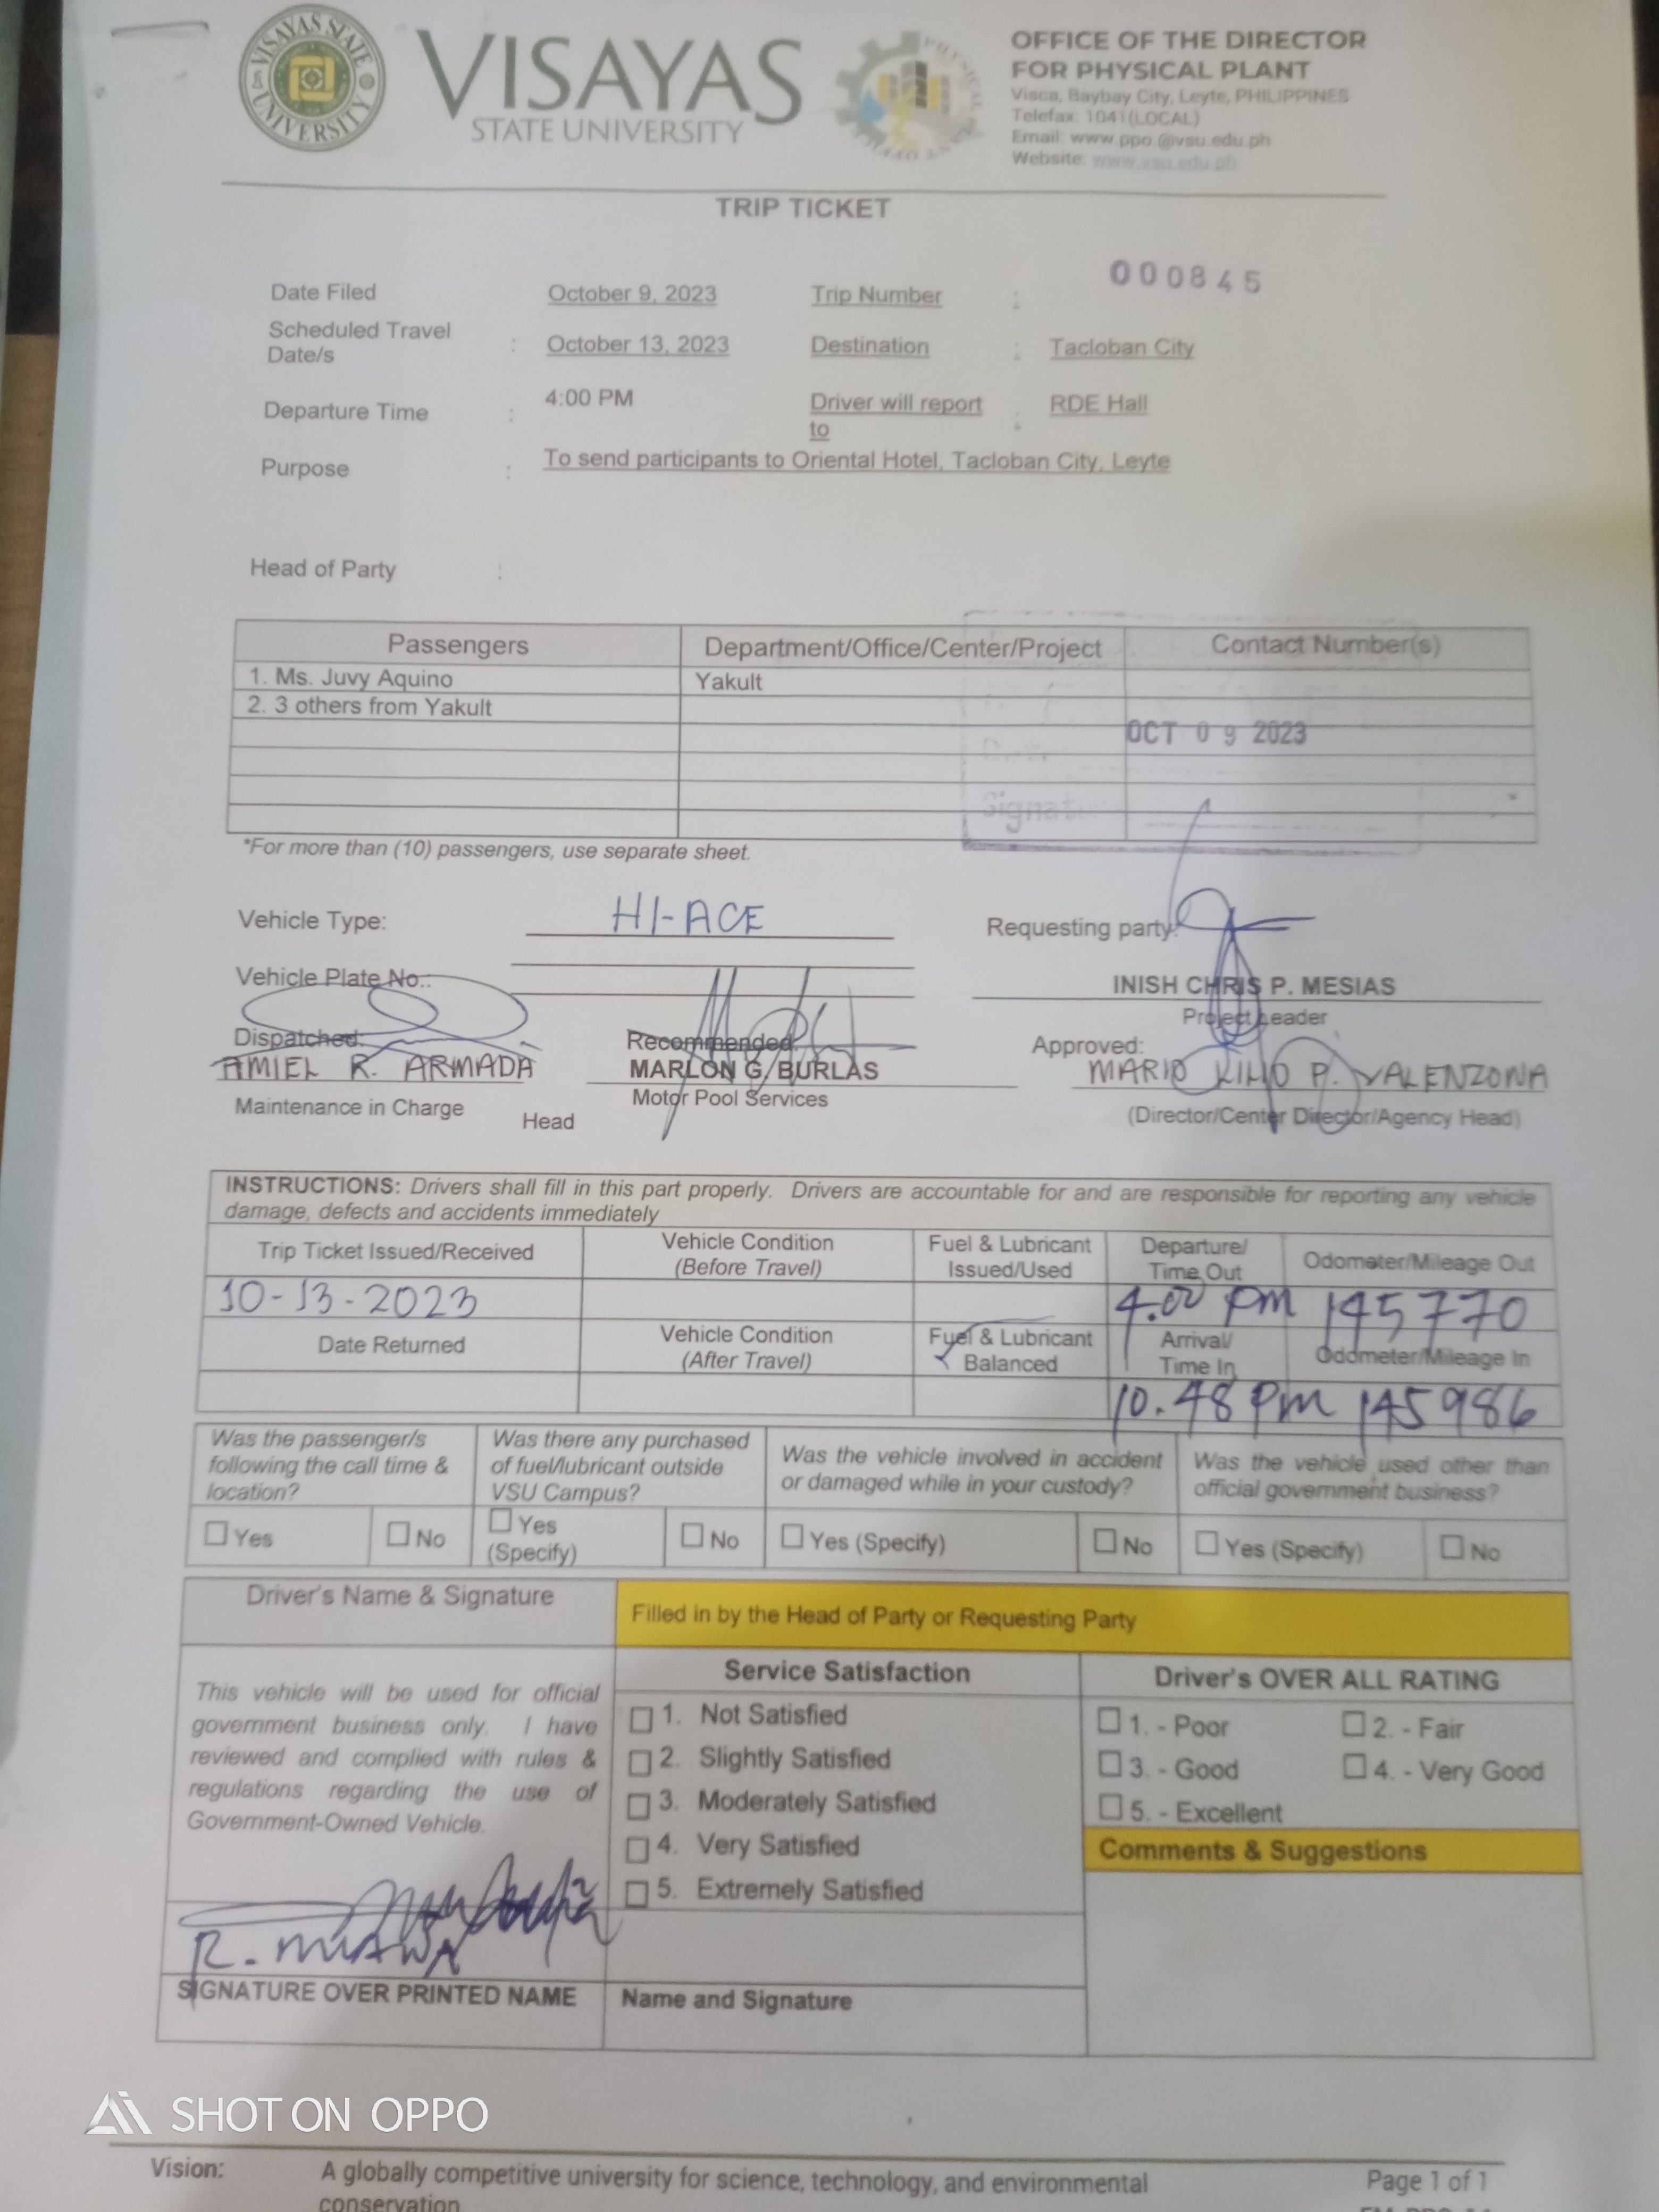 VISAYAS STATE UNIVERSITY
VISAYAS
STATE UNIVERSITY
OFFICE OF THE DIRECTOR
FOR PHYSICAL PLANT
Visca, Baybay City, Leyte, PHILIPPINES
Telefax: 1041(LOCAL)
Email: www.ppo @vsu.edu.ph
Website: www.vsu.edu.ph
TRIP TICKET
Date Filed October 9, 2023 Trip Number : 000845
Scheduled Travel Date/s : October 13, 2023 Destination : Tacloban City
Departure Time : 4:00 PM Driver will report to : RDE Hall
Purpose : To send participants to Oriental Hotel, Tacloban City, Leyte
Head of Party :
Passengers Department/Office/Center/Project Contact Number(s)
1. Ms. Juvy Aquino Yakult
2. 3 others from Yakult
OCT 09 2023
*For more than (10) passengers, use separate sheet.
Vehicle Type: HI-ACE Requesting party:
Vehicle Plate No.: INISH CHRIS P. MESIAS
Project Leader
Dispatched: Recommended: Approved:
AMIEL R. ARMADA MARLON G. BURLAS MARIO LILIO P. VALENZONA
Maintenance in Charge Head Motor Pool Services (Director/Center Director/Agency Head)
INSTRUCTIONS: Drivers shall fill in this part properly. Drivers are accountable for and are responsible for reporting any vehicle
damage, defects and accidents immediately
Trip Ticket Issued/Received Vehicle Condition (Before Travel) Fuel & Lubricant Issued/Used Departure/ Time Out Odometer/Mileage Out
10-13-2023 4.00 PM 145770
Date Returned Vehicle Condition (After Travel) Fuel & Lubricant Balanced Arrival/ Time In Odometer/Mileage In
10.48 PM 145986
Was the passenger/s following the call time & location? Was there any purchased of fuel/lubricant outside VSU Campus? Was the vehicle involved in accident or damaged while in your custody? Was the vehicle used other than official government business?
Yes No Yes (Specify) No Yes (Specify) No Yes (Specify) No
Driver's Name & Signature Filled in by the Head of Party or Requesting Party
Service Satisfaction Driver's OVER ALL RATING
This vehicle will be used for official
government business only. I have
reviewed and complied with rules &
regulations regarding the use of
Government-Owned Vehicle.
1. Not Satisfied
2. Slightly Satisfied
3. Moderately Satisfied
4. Very Satisfied
5. Extremely Satisfied
1. - Poor 2. - Fair
3. - Good 4. - Very Good
5. - Excellent
Comments & Suggestions
SIGNATURE OVER PRINTED NAME Name and Signature
SHOT ON OPPO
Vision: A globally competitive university for science, technology, and environmental
conservation
Page 1 of 1